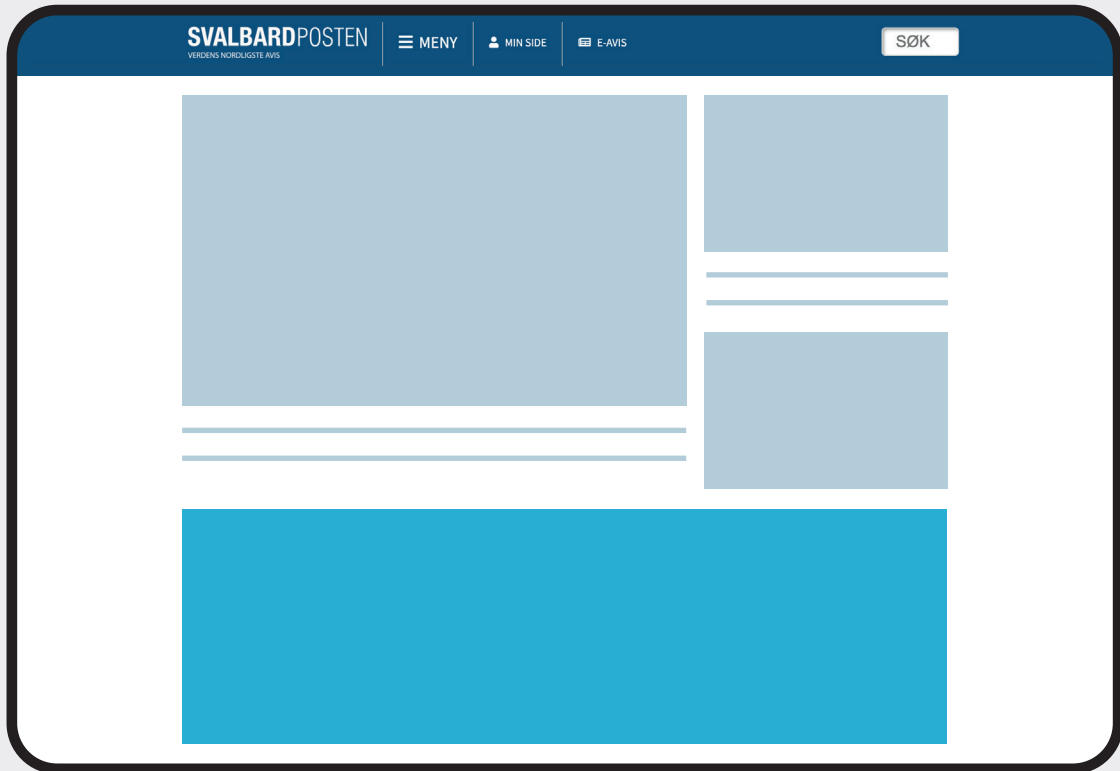 SVALBARDPOSTEN
VERDENS NORDLIGSTE AVIS
MENY
MIN SIDE
E-AVIS
SØK